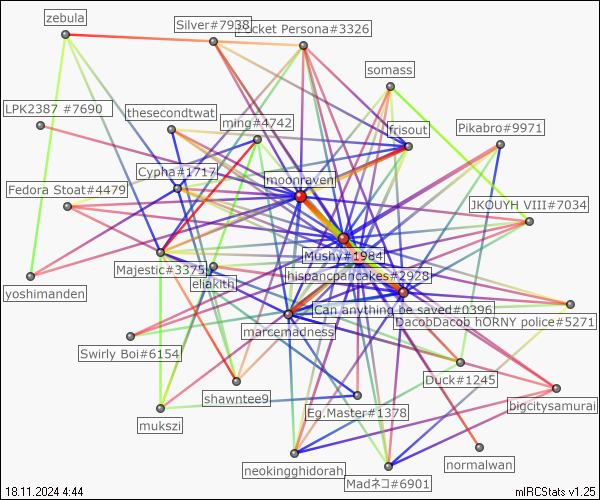 zebula
Silver#7938
Pocket Persona#3326
somass
LPK2387 #7690
thesecondtwat
ming#4742
frisout
Pikabro#9971
Cypha#1717
moonraven
Fedora Stoat#4479
JKOUYH VIII#7034
Mushy#1984
Majestic#3375
hispancpancakes#2928
eliakith
yoshimanden
Can anything be saved#0396
DacobDacob hORNY police#5271
marcemadness
Swirly Boi#6154
Duck#1245
shawntee9
bigcitysamurai
Eg.Master#1378
mukszi
normalwan
neokingghidorah
Madネコ#6901
18.11.2024 4:44
mIRCStats v1.25